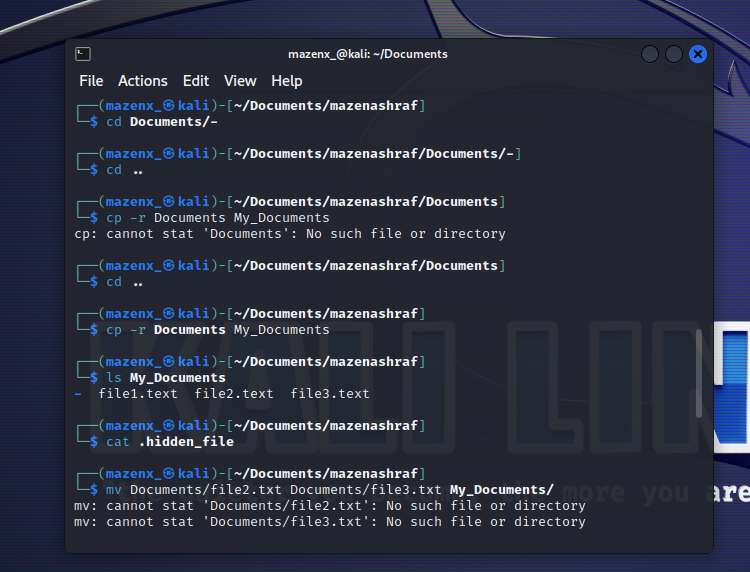 mazenx_@kali: ~/Documents
File Actions Edit View Help
┌──(mazenx_㉿kali)-[~/Documents/mazenashraf]
└─$ cd Documents/-
┌──(mazenx_㉿kali)-[~/Documents/mazenashraf/Documents/-]
└─$ cd ..
┌──(mazenx_㉿kali)-[~/Documents/mazenashraf/Documents]
└─$ cp -r Documents My_Documents
cp: cannot stat 'Documents': No such file or directory
┌──(mazenx_㉿kali)-[~/Documents/mazenashraf/Documents]
└─$ cd ..
┌──(mazenx_㉿kali)-[~/Documents/mazenashraf]
└─$ cp -r Documents My_Documents
┌──(mazenx_㉿kali)-[~/Documents/mazenashraf]
└─$ ls My_Documents
- file1.text file2.text file3.text
┌──(mazenx_㉿kali)-[~/Documents/mazenashraf]
└─$ cat .hidden_file
┌──(mazenx_㉿kali)-[~/Documents/mazenashraf]
└─$ mv Documents/file2.txt Documents/file3.txt My_Documents/
mv: cannot stat 'Documents/file2.txt': No such file or directory
mv: cannot stat 'Documents/file3.txt': No such file or directory
KALI LIN
more you are